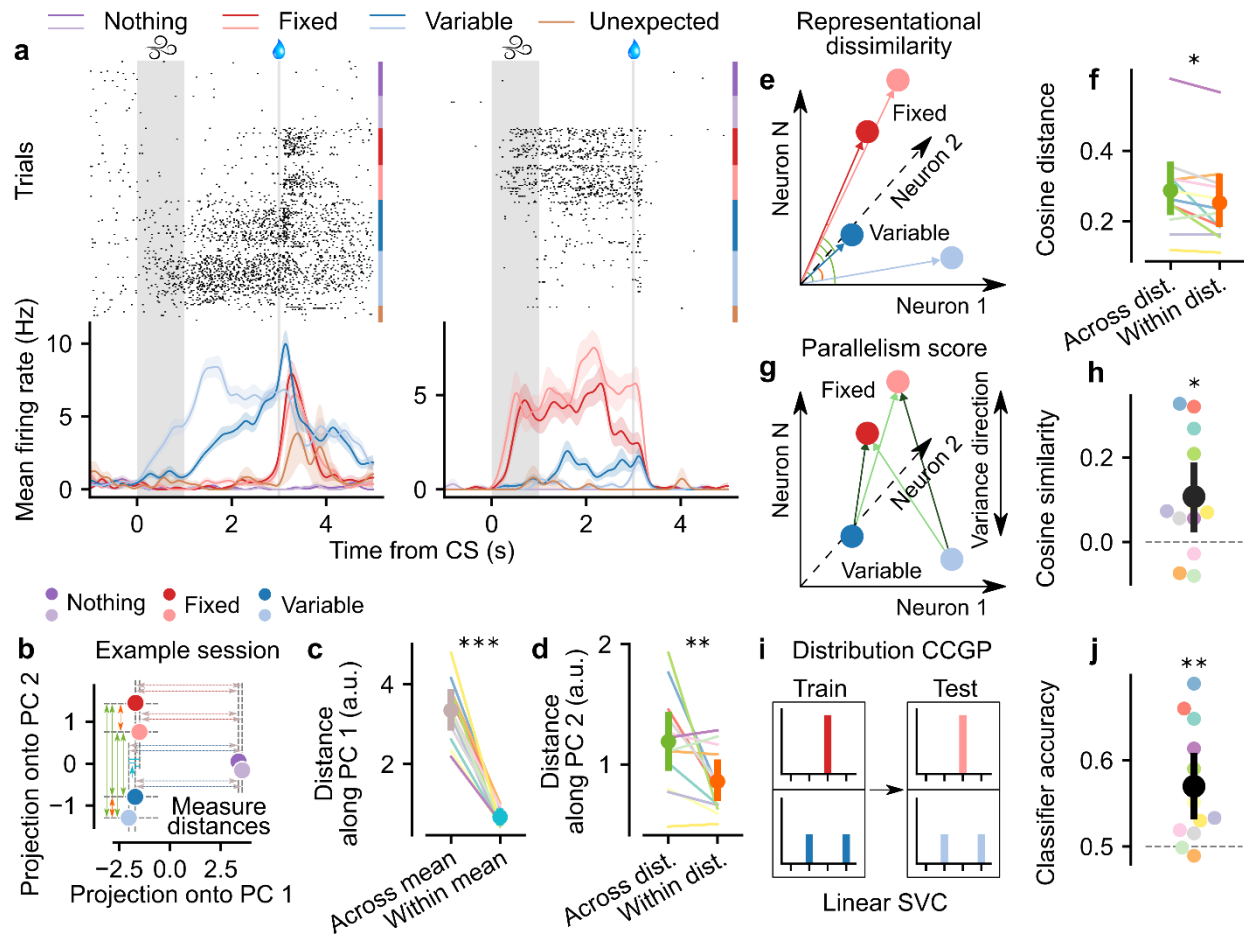 Nothing Fixed Variable Unexpected
a
Trials
Mean firing rate (Hz)
10
5
0
0 2 4
5
0
0 2 4
Time from CS (s)
Representational
dissimilarity
e
Fixed
Neuron N
Neuron 2
Variable
Neuron 1
f
*
Cosine distance
0.4
0.2
Across dist.
Within dist.
Parallelism score
g
Fixed
Neuron N
Neuron 2
Variable
Neuron 1
Variance direction
h
*
Cosine similarity
0.2
0.0
Nothing Fixed Variable
b
Example session
Projection onto PC 2
1
0
−1
Measure
distances
−2.5 0.0 2.5
Projection onto PC 1
c
***
Distance
along PC 1 (a.u.)
4
2
Across mean
Within mean
d
**
Distance
along PC 2 (a.u.)
2
1
Across dist.
Within dist.
i
Distribution CCGP
Train Test
Linear SVC
j
**
Classifier accuracy
0.6
0.5